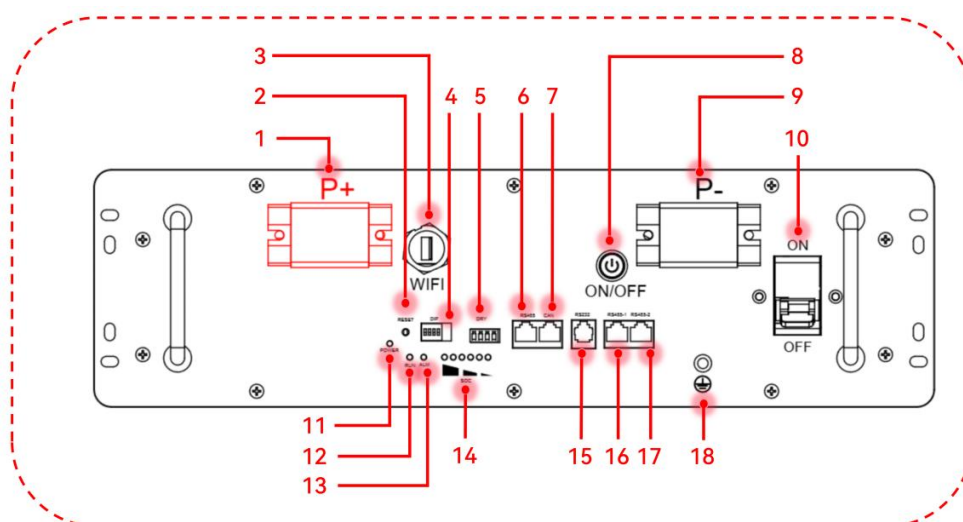 3 8
2 4 5 6 7 9
1 10
P+ P-
ON
WIFI ON/OFF
RESET DIP DRY RS485 CAN RS232 RS485-1 RS485-2
POWER
RUN ALM
OFF
SOC
11 14 15 16 17 18
12
13